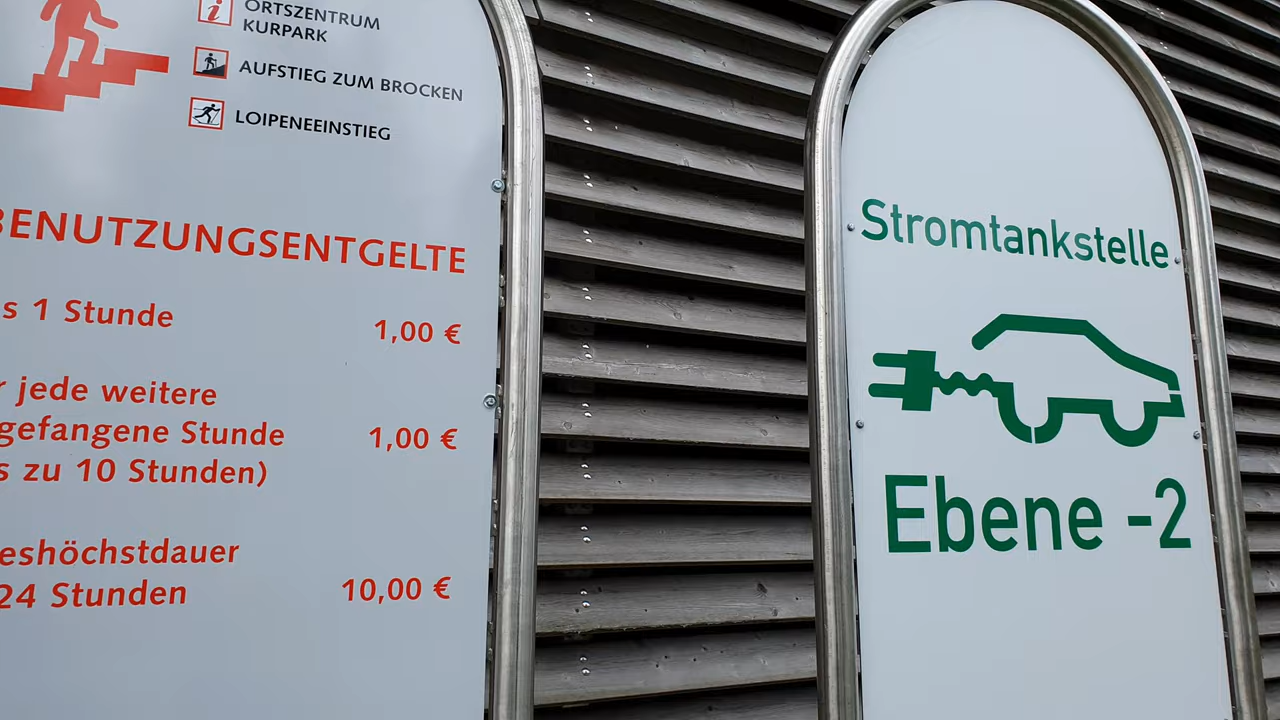 ORTSZENTRUM
KURPARK
AUFSTIEG ZUM BROCKEN
LOIPENEINSTIEG
BENUTZUNGSENTGELTE
s 1 Stunde 1,00 €
r jede weitere
gefangene Stunde 1,00 €
s zu 10 Stunden)
eshöchstdauer
24 Stunden 10,00 €
Stromtankstelle
Ebene -2